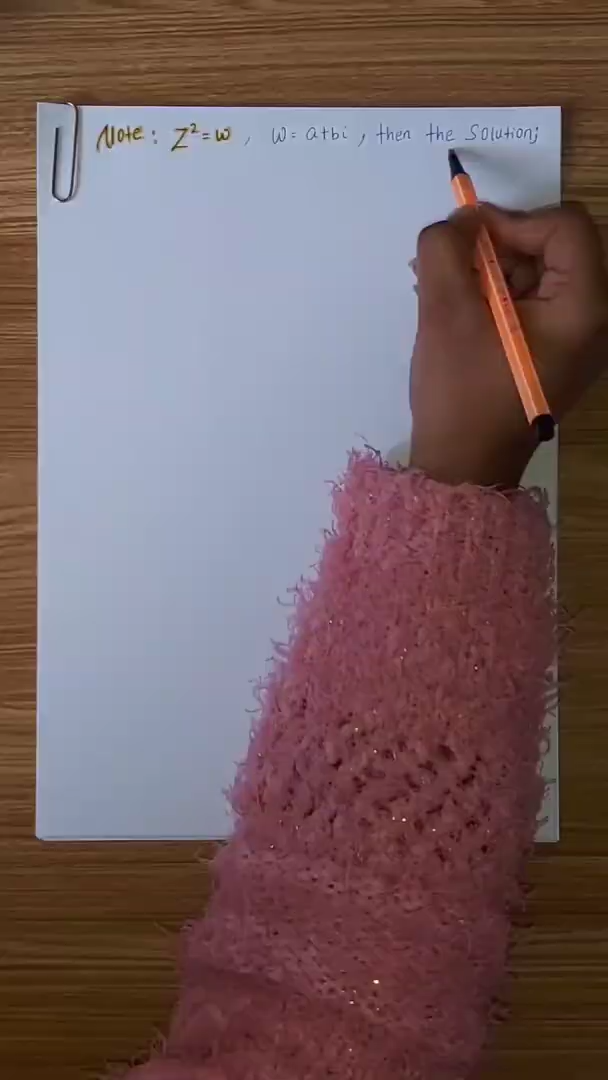 Note: Z² = ω, ω = a+bi, then the solution;